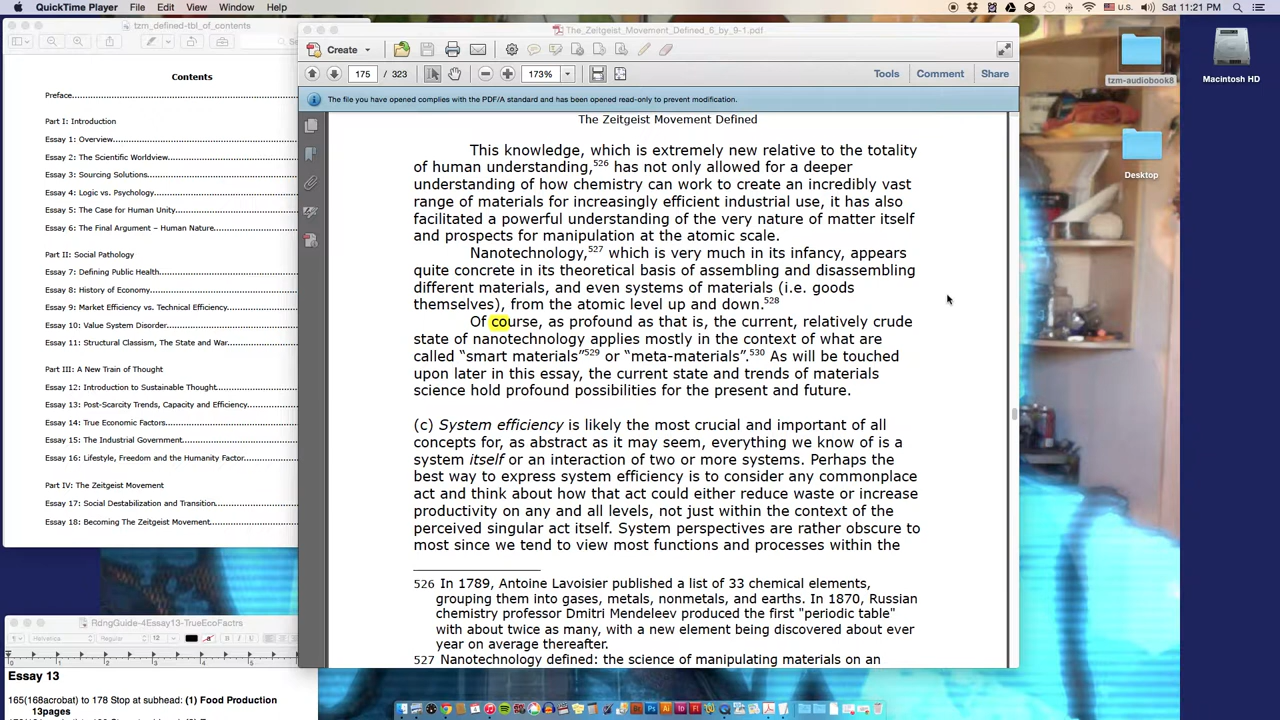 QuickTime Player File Edit View Window Help
U.S. Sat 11:21 PM
tzm_defined-tbl_of_contents
Contents
Preface
Part I: Introduction
Essay 1: Overview
Essay 2: The Scientific Worldview
Essay 3: Sourcing Solutions
Essay 4: Logic vs. Psychology
Essay 5: The Case for Human Unity
Essay 6: The Final Argument – Human Nature
Part II: Social Pathology
Essay 7: Defining Public Health
Essay 8: History of Economy
Essay 9: Market Efficiency vs. Technical Efficiency
Essay 10: Value System Disorder
Essay 11: Structural Classism, The State and War
Part III: A New Train of Thought
Essay 12: Introduction to Sustainable Thought
Essay 13: Post-Scarcity Trends, Capacity and Efficiency
Essay 14: True Economic Factors
Essay 15: The Industrial Government
Essay 16: Lifestyle, Freedom and the Humanity Factor
Part IV: The Zeitgeist Movement
Essay 17: Social Destabilization and Transition
Essay 18: Becoming The Zeitgeist Movement
RdngGuide-4Essay13-TrueEcoFactrs
Helvetica Regular 12
0 1 2 3 4 5
Essay 13
165(168acrobat) to 178 Stop at subhead: (1) Food Production
13pages
The_Zeitgeist_Movement_Defined_6_by_9-1.pdf
Create
175 / 323 173% Tools Comment Share
The file you have opened complies with the PDF/A standard and has been opened read-only to prevent modification.
The Zeitgeist Movement Defined
This knowledge, which is extremely new relative to the totality
of human understanding,526 has not only allowed for a deeper
understanding of how chemistry can work to create an incredibly vast
range of materials for increasingly efficient industrial use, it has also
facilitated a powerful understanding of the very nature of matter itself
and prospects for manipulation at the atomic scale.
Nanotechnology,527 which is very much in its infancy, appears
quite concrete in its theoretical basis of assembling and disassembling
different materials, and even systems of materials (i.e. goods
themselves), from the atomic level up and down.528
Of course, as profound as that is, the current, relatively crude
state of nanotechnology applies mostly in the context of what are
called “smart materials”529 or “meta-materials”.530 As will be touched
upon later in this essay, the current state and trends of materials
science hold profound possibilities for the present and future.
(c) System efficiency is likely the most crucial and important of all
concepts for, as abstract as it may seem, everything we know of is a
system itself or an interaction of two or more systems. Perhaps the
best way to express system efficiency is to consider any commonplace
act and think about how that act could either reduce waste or increase
productivity on any and all levels, not just within the context of the
perceived singular act itself. System perspectives are rather obscure to
most since we tend to view most functions and processes within the
526 In 1789, Antoine Lavoisier published a list of 33 chemical elements,
grouping them into gases, metals, nonmetals, and earths. In 1870, Russian
chemistry professor Dmitri Mendeleev produced the first "periodic table"
with about twice as many, with a new element being discovered about ever
year on average thereafter.
527 Nanotechnology defined: the science of manipulating materials on an
tzm-audiobook8
Macintosh HD
Desktop